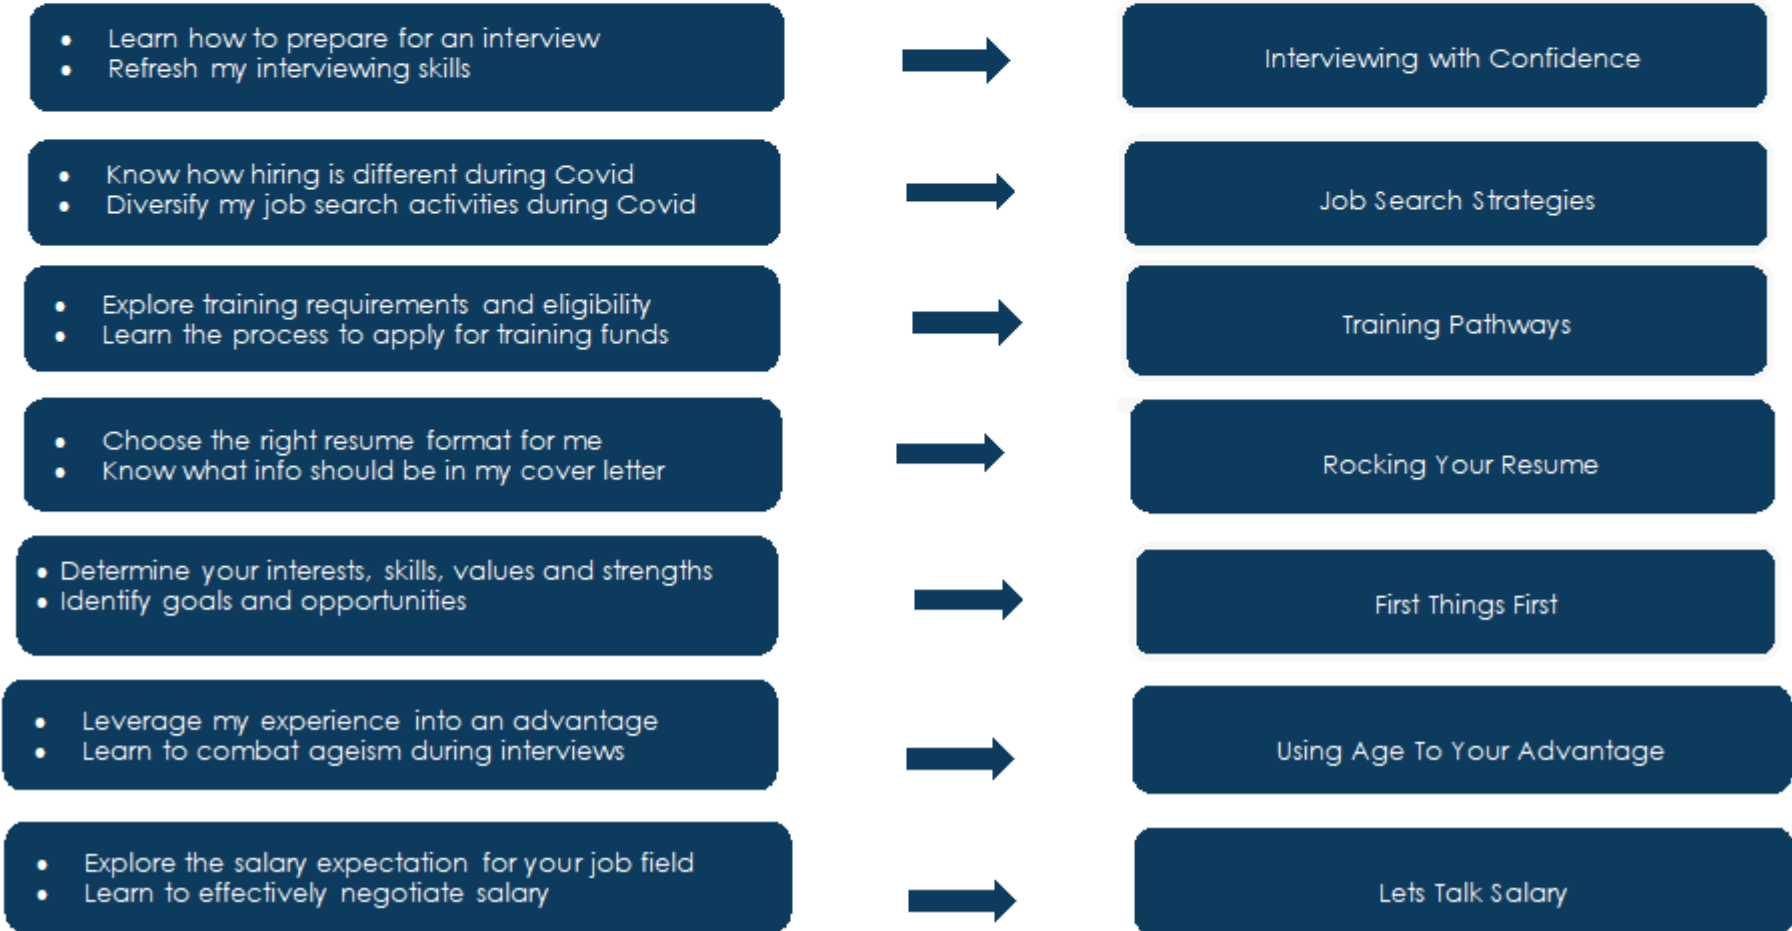 • Learn how to prepare for an interview
• Refresh my interviewing skills
Interviewing with Confidence
• Know how hiring is different during Covid
• Diversify my job search activities during Covid
Job Search Strategies
• Explore training requirements and eligibility
• Learn the process to apply for training funds
Training Pathways
• Choose the right resume format for me
• Know what info should be in my cover letter
Rocking Your Resume
• Determine your interests, skills, values and strengths
• Identify goals and opportunities
First Things First
• Leverage my experience into an advantage
• Learn to combat ageism during interviews
Using Age To Your Advantage
• Explore the salary expectation for your job field
• Learn to effectively negotiate salary
Lets Talk Salary